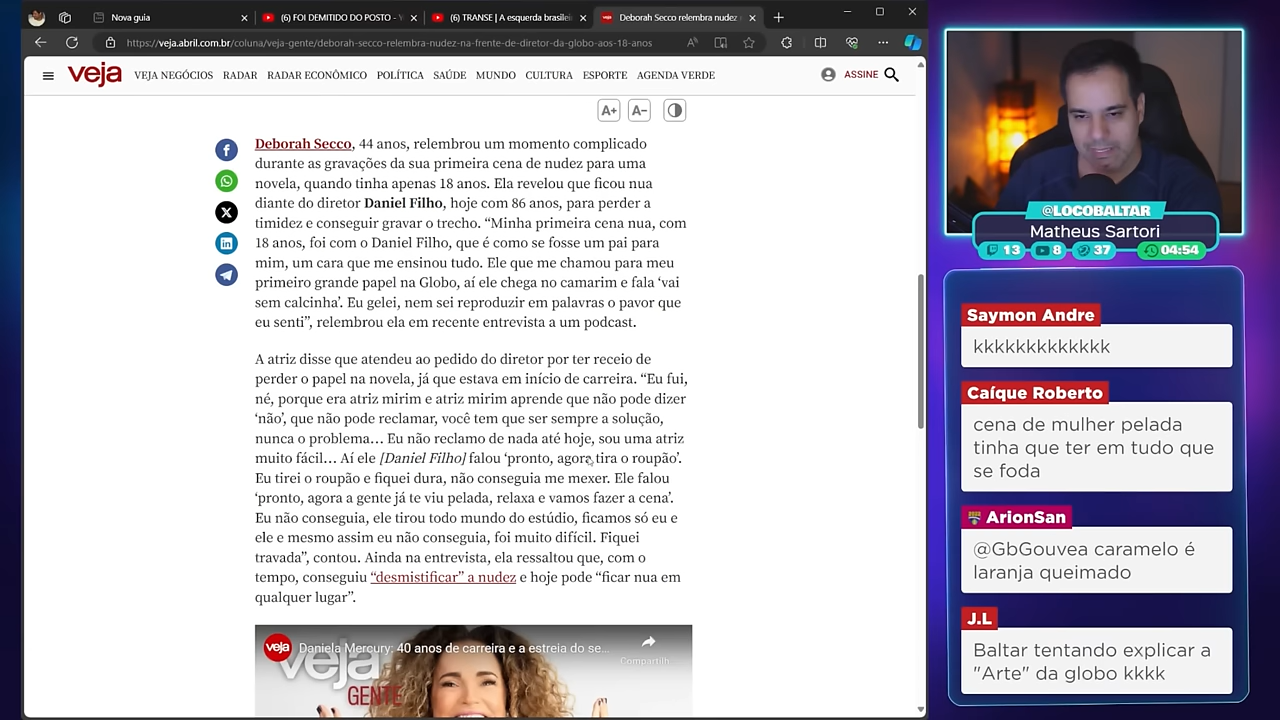 Nova guia
(6) FOI DEMITIDO DO POSTO -
(6) TRANSE | A esquerda brasilei
Deborah Secco relembra nudez
https://veja.abril.com.br/coluna/veja-gente/deborah-secco-relembra-nudez-na-frente-de-diretor-da-globo-aos-18-anos
veja
VEJA NEGÓCIOS RADAR RADAR ECONÔMICO POLÍTICA SAÚDE MUNDO CULTURA ESPORTE AGENDA VERDE
ASSINE
A+ A-
Deborah Secco, 44 anos, relembrou um momento complicado
durante as gravações da sua primeira cena de nudez para uma
novela, quando tinha apenas 18 anos. Ela revelou que ficou nua
diante do diretor Daniel Filho, hoje com 86 anos, para perder a
timidez e conseguir gravar o trecho. “Minha primeira cena nua, com
18 anos, foi com o Daniel Filho, que é como se fosse um pai para
mim, um cara que me ensinou tudo. Ele que me chamou para meu
primeiro grande papel na Globo, aí ele chega no camarim e fala ‘vai
sem calcinha’. Eu gelei, nem sei reproduzir em palavras o pavor que
eu senti”, relembrou ela em recente entrevista a um podcast.
A atriz disse que atendeu ao pedido do diretor por ter receio de
perder o papel na novela, já que estava em início de carreira. “Eu fui,
né, porque era atriz mirim e atriz mirim aprende que não pode dizer
‘não’, que não pode reclamar, você tem que ser sempre a solução,
nunca o problema… Eu não reclamo de nada até hoje, sou uma atriz
muito fácil… Aí ele [Daniel Filho] falou ‘pronto, agora tira o roupão’.
Eu tirei o roupão e fiquei dura, não conseguia me mexer. Ele falou
‘pronto, agora a gente já te viu pelada, relaxa e vamos fazer a cena’.
Eu não conseguia, ele tirou todo mundo do estúdio, ficamos só eu e
ele e mesmo assim eu não conseguia, foi muito difícil. Fiquei
travada”, contou. Ainda na entrevista, ela ressaltou que, com o
tempo, conseguiu “desmistificar” a nudez e hoje pode “ficar nua em
qualquer lugar”.
veja
Daniela Mercury: 40 anos de carreira e a estreia do se...
Compartilh...
veja
GENTE
@LOCOBALTAR
Matheus Sartori
13 8 37 04:54
Saymon Andre
kkkkkkkkkkkkk
Caíque Roberto
cena de mulher pelada
tinha que ter em tudo que
se foda
ArionSan
@GbGouvea caramelo é
laranja queimado
J.L
Baltar tentando explicar a
"Arte" da globo kkkk